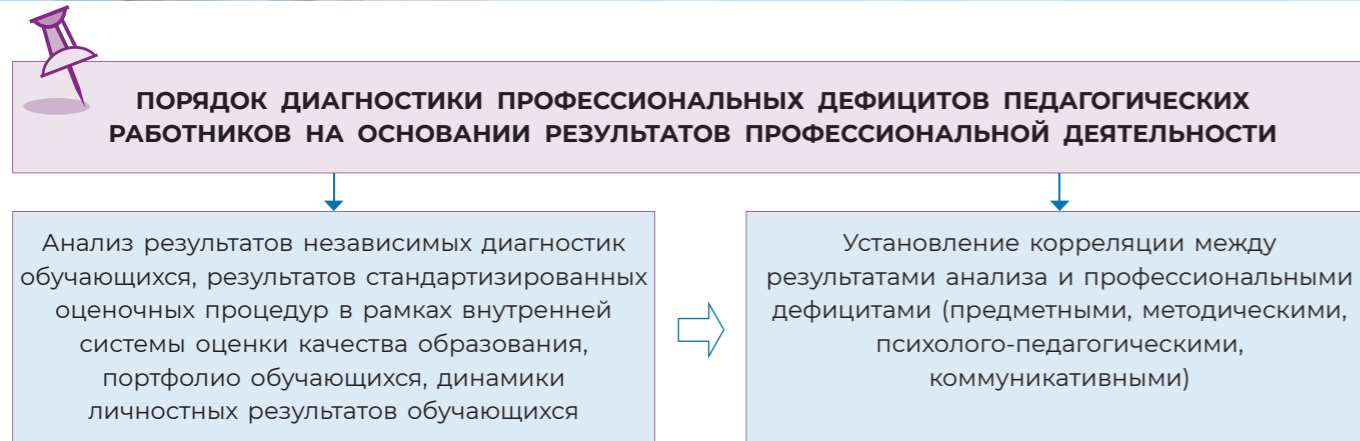 ПОРЯДОК ДИАГНОСТИКИ ПРОФЕССИОНАЛЬНЫХ ДЕФИЦИТОВ ПЕДАГОГИЧЕСКИХ
РАБОТНИКОВ НА ОСНОВАНИИ РЕЗУЛЬТАТОВ ПРОФЕССИОНАЛЬНОЙ ДЕЯТЕЛЬНОСТИ
Анализ результатов независимых диагностик
обучающихся, результатов стандартизированных
оценочных процедур в рамках внутренней
системы оценки качества образования,
портфолио обучающихся, динамики
личностных результатов обучающихся
Установление корреляции между
результатами анализа и профессиональными
дефицитами (предметными, методическими,
психолого-педагогическими,
коммуникативными)